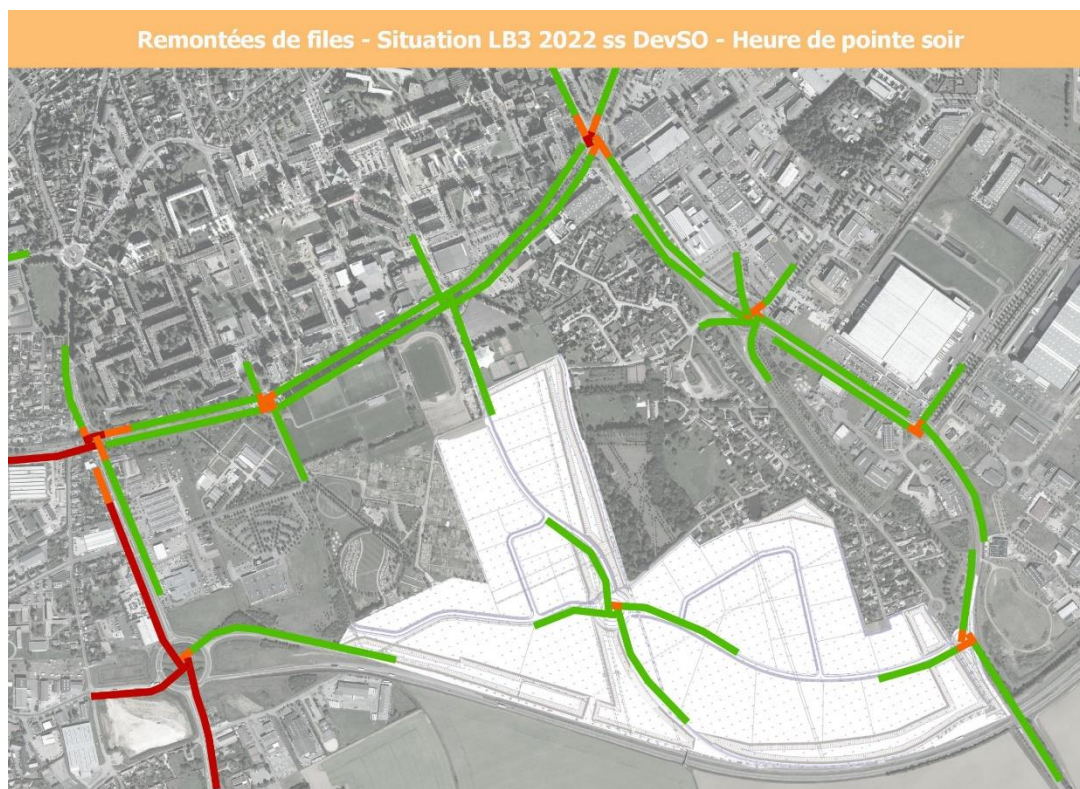 Remontées de files - Situation LB3 2022 ss DevSO - Heure de pointe soir